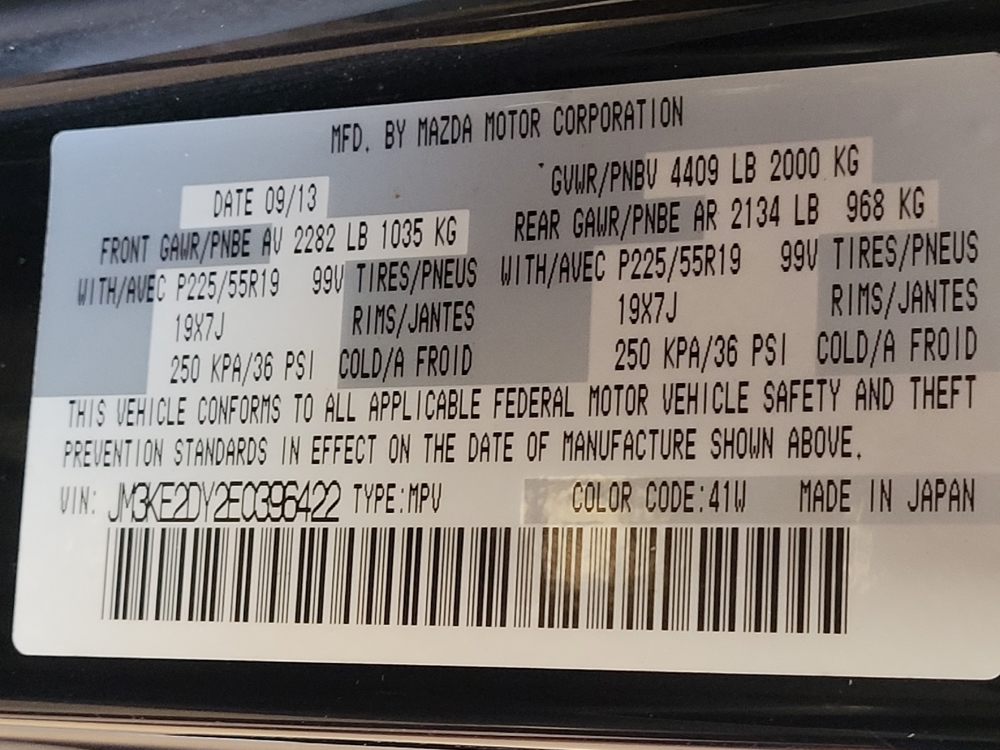 MFD. BY MAZDA MOTOR CORPORATION
DATE 09/13 GVWR/PNBV 4409 LB 2000 KG
FRONT GAWR/PNBE AV 2282 LB 1035 KG REAR GAWR/PNBE AR 2134 LB 968 KG
WITH/AVEC P225/55R19 99V TIRES/PNEUS WITH/AVEC P225/55R19 99V TIRES/PNEUS
19X7J RIMS/JANTES 19X7J RIMS/JANTES
250 KPA/36 PSI COLD/A FROID 250 KPA/36 PSI COLD/A FROID
THIS VEHICLE CONFORMS TO ALL APPLICABLE FEDERAL MOTOR VEHICLE SAFETY AND THEFT
PREVENTION STANDARDS IN EFFECT ON THE DATE OF MANUFACTURE SHOWN ABOVE.
VIN: JM3KE2DY2E0396422 TYPE:MPV COLOR CODE:41W MADE IN JAPAN